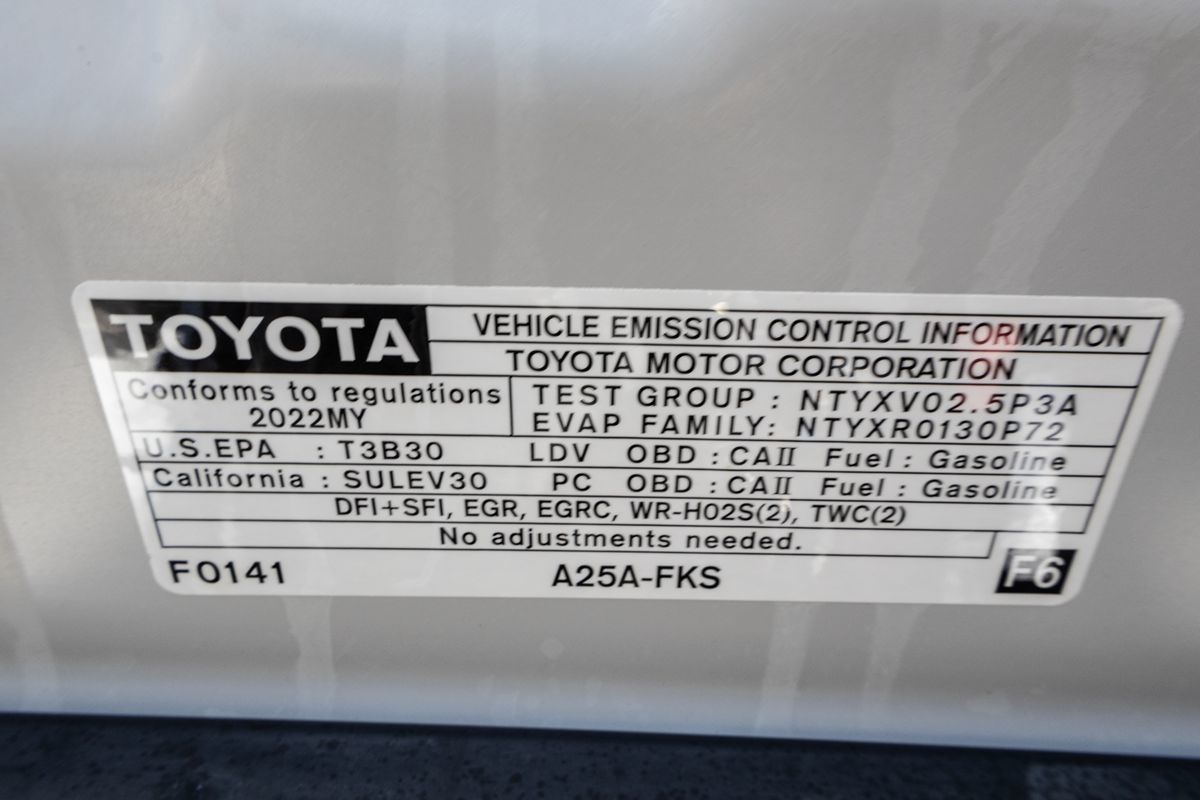 TOYOTA
VEHICLE EMISSION CONTROL INFORMATION
TOYOTA MOTOR CORPORATION
Conforms to regulations
2022MY
TEST GROUP : NTYXV02.5P3A
EVAP FAMILY: NTYXR0130P72
U.S.EPA : T3B30 LDV OBD : CAII Fuel : Gasoline
California : SULEV30 PC OBD : CAII Fuel : Gasoline
DFI+SFI, EGR, EGRC, WR-HO2S(2), TWC(2)
No adjustments needed.
F0141 A25A-FKS F6